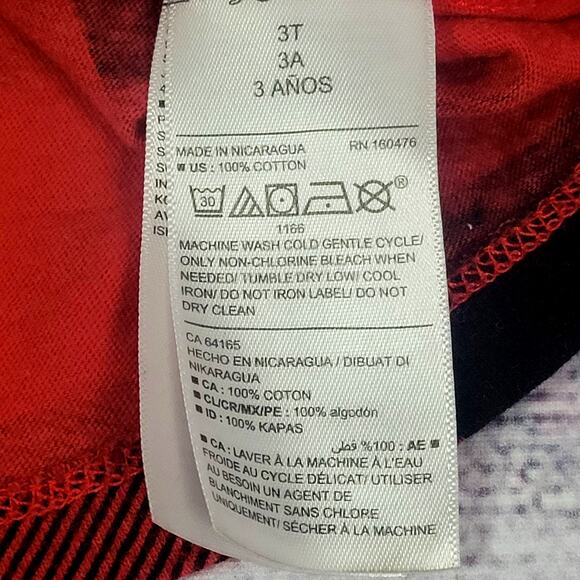 3T
3A
3 AÑOS
MADE IN NICARAGUA RN 160476
US : 100% COTTON
30 ®
1166
MACHINE WASH COLD GENTLE CYCLE/
ONLY NON-CHLORINE BLEACH WHEN
NEEDED/ TUMBLE DRY LOW/ COOL
IRON/ DO NOT IRON LABEL/ DO NOT
DRY CLEAN
CA 64165
HECHO EN NICARAGUA / DIBUAT DI
NIKARAGUA
CA : 100% COTON
CL/CR/MX/PE : 100% algodón
ID : 100% KAPAS
AE : 100% قطن
CA : LAVER À LA MACHINE À L'EAU
FROIDE AU CYCLE DÉLICAT/ UTILISER
AU BESOIN UN AGENT DE
BLANCHIMENT SANS CHLORE
UNIQUEMENT/ SÉCHER À LA MACHINE